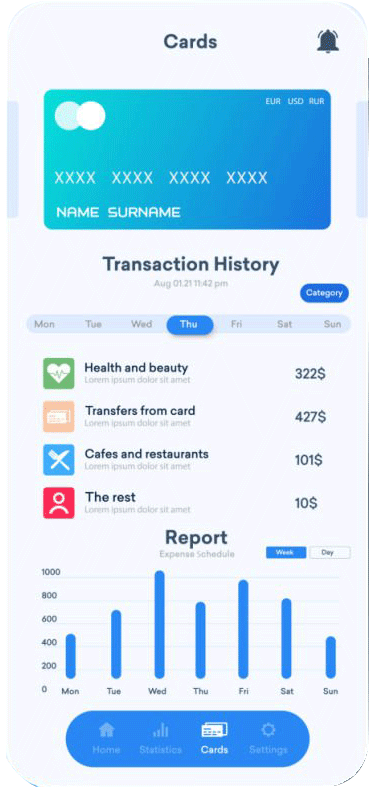 Cards
EUR USD RUR
XXXX XXXX XXXX XXXX
NAME SURNAME
Transaction History
Aug 01.21 11:42 pm
Category
Mon Tue Wed Thu Fri Sat Sun
Health and beauty 322$
Lorem ipsum dolor sit amet
Transfers from card 427$
Lorem ipsum dolor sit amet
Cafes and restaurants 101$
Lorem ipsum dolor sit amet
The rest 10$
Lorem ipsum dolor sit amet
Report
Expense Schedule
Week Day
1000
800
600
400
200
0
Mon Tue Wed Thu Fri Sat Sun
Home Statistics Cards Settings